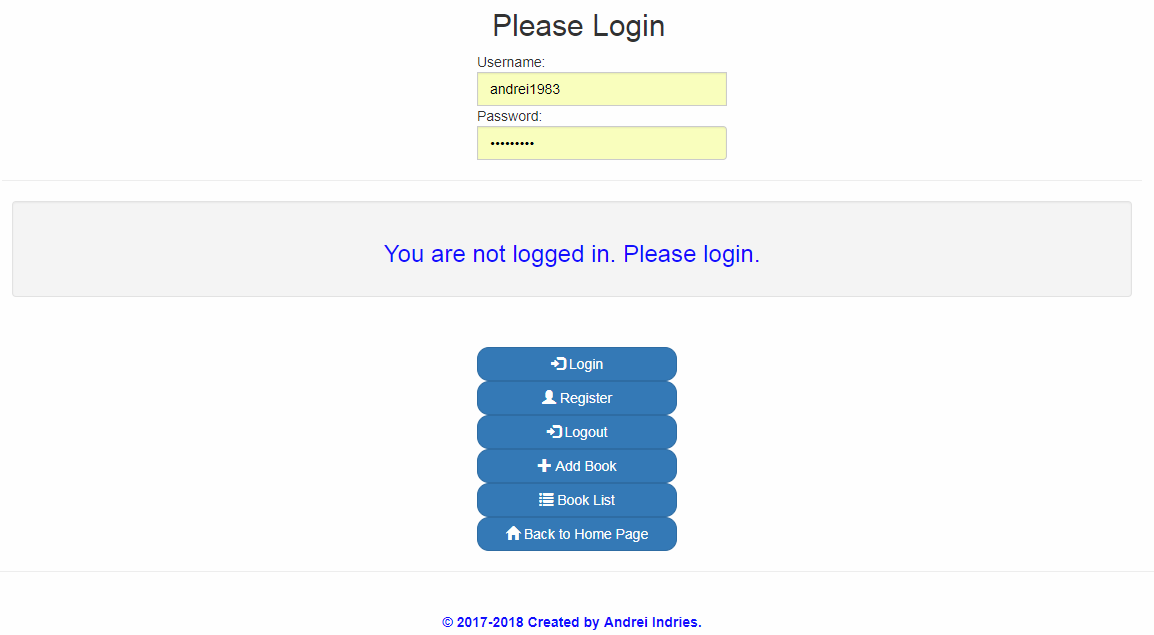 Please Login
Username:
andrei1983
Password:
•••••••••
You are not logged in. Please login.
Login
Register
Logout
Add Book
Book List
Back to Home Page
© 2017-2018 Created by Andrei Indries.